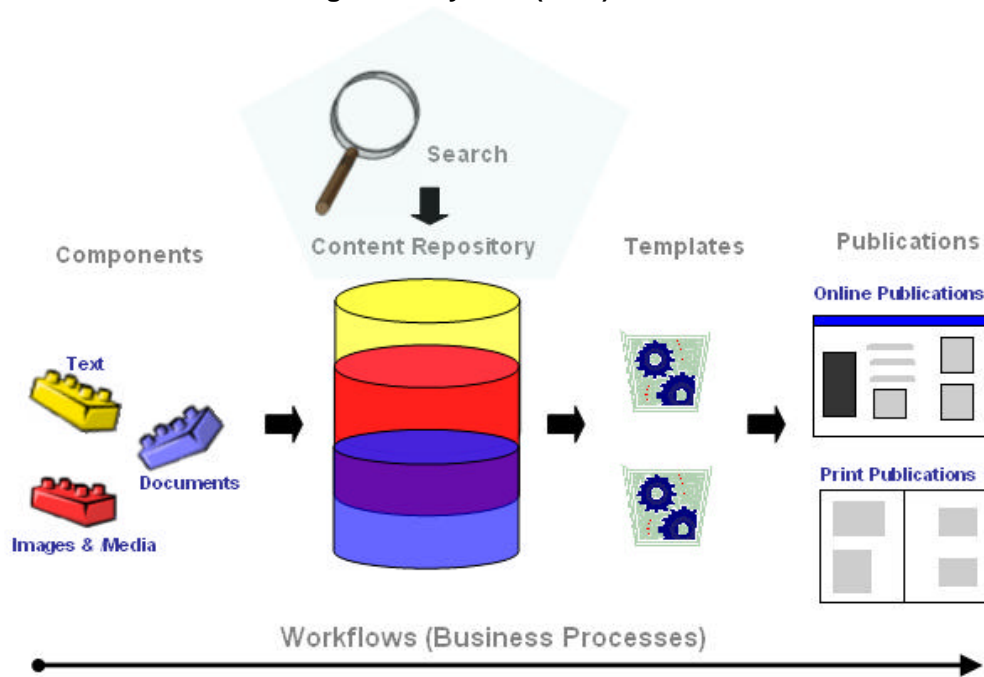 Search
Content Repository
Components
Templates
Publications
Online Publications
Text
Documents
Images & Media
Print Publications
Workflows (Business Processes)